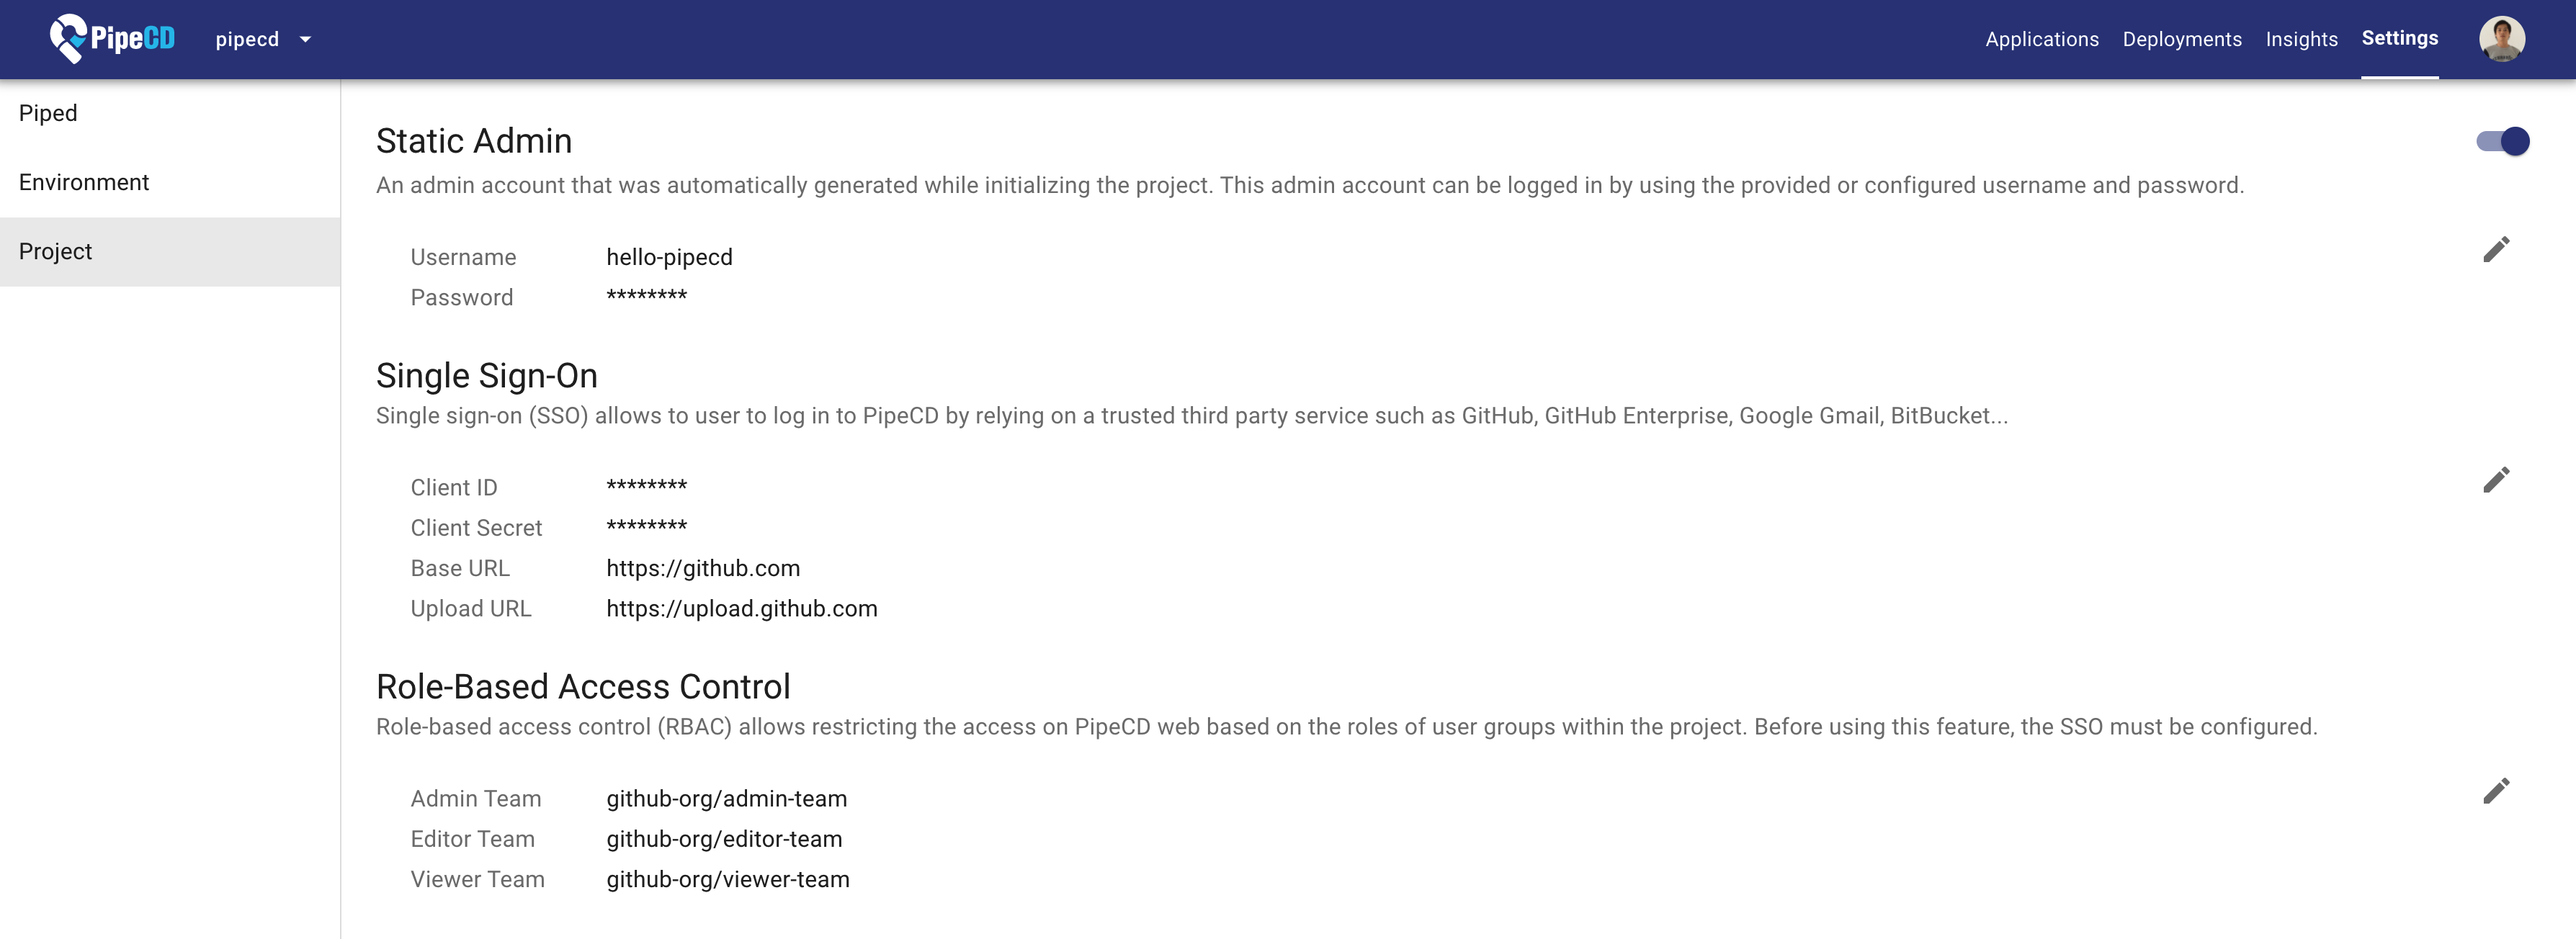 PipeCD pipecd Applications Deployments Insights Settings
Piped
Environment
Project
Static Admin
An admin account that was automatically generated while initializing the project. This admin account can be logged in by using the provided or configured username and password.
Username hello-pipecd
Password ********
Single Sign-On
Single sign-on (SSO) allows to user to log in to PipeCD by relying on a trusted third party service such as GitHub, GitHub Enterprise, Google Gmail, BitBucket...
Client ID ********
Client Secret ********
Base URL https://github.com
Upload URL https://upload.github.com
Role-Based Access Control
Role-based access control (RBAC) allows restricting the access on PipeCD web based on the roles of user groups within the project. Before using this feature, the SSO must be configured.
Admin Team github-org/admin-team
Editor Team github-org/editor-team
Viewer Team github-org/viewer-team